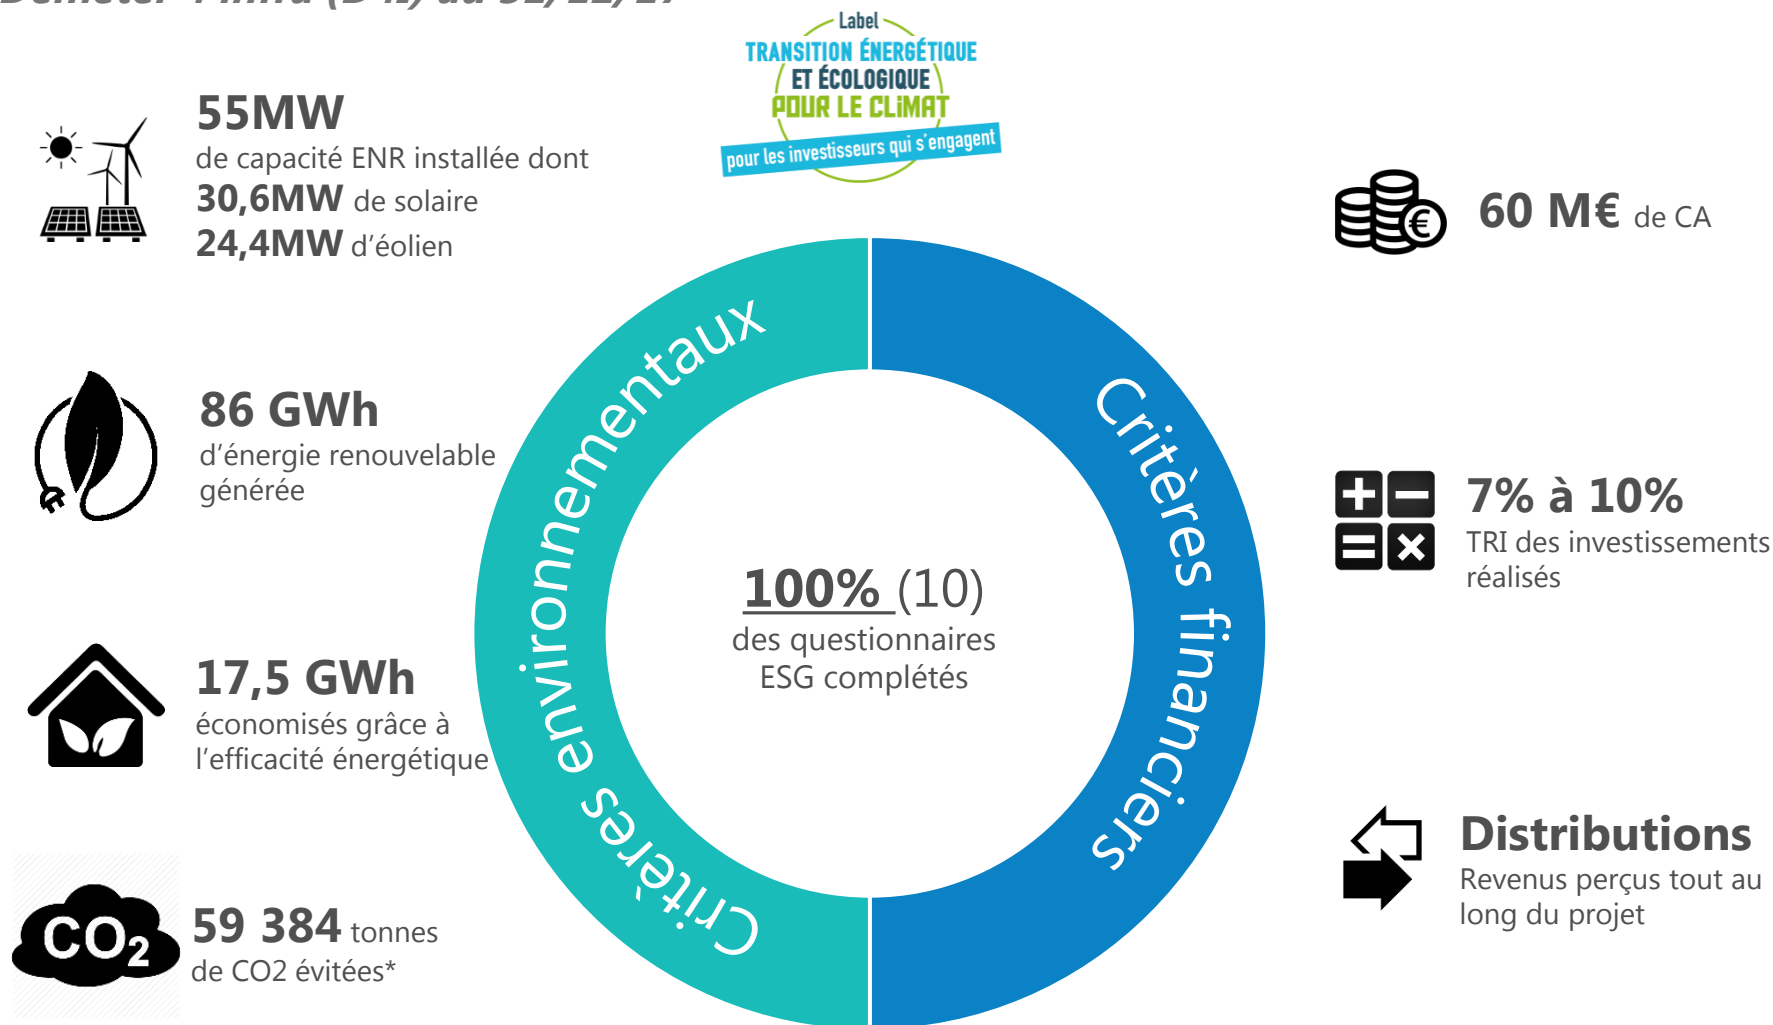 Label
TRANSITION ÉNERGÉTIQUE
ET ÉCOLOGIQUE
POUR LE CLiMAT
pour les investisseurs qui s'engagent
55MW
de capacité ENR installée dont
30,6MW de solaire
24,4MW d’éolien
86 GWh
d’énergie renouvelable
générée
17,5 GWh
économisés grâce à
l’efficacité énergétique
CO2
59 384 tonnes
de CO2 évitées*
Critères environnementaux
100% (10)
des questionnaires
ESG complétés
Critères financiers
€
60 M€ de CA
7% à 10%
TRI des investissements
réalisés
Distributions
Revenus perçus tout au
long du projet